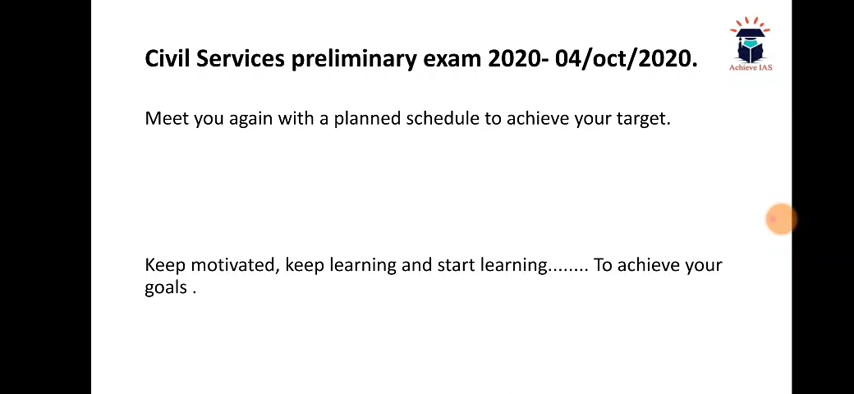 Civil Services preliminary exam 2020- 04/oct/2020.
Achieve IAS
Meet you again with a planned schedule to achieve your target.
Keep motivated, keep learning and start learning........ To achieve your
goals .